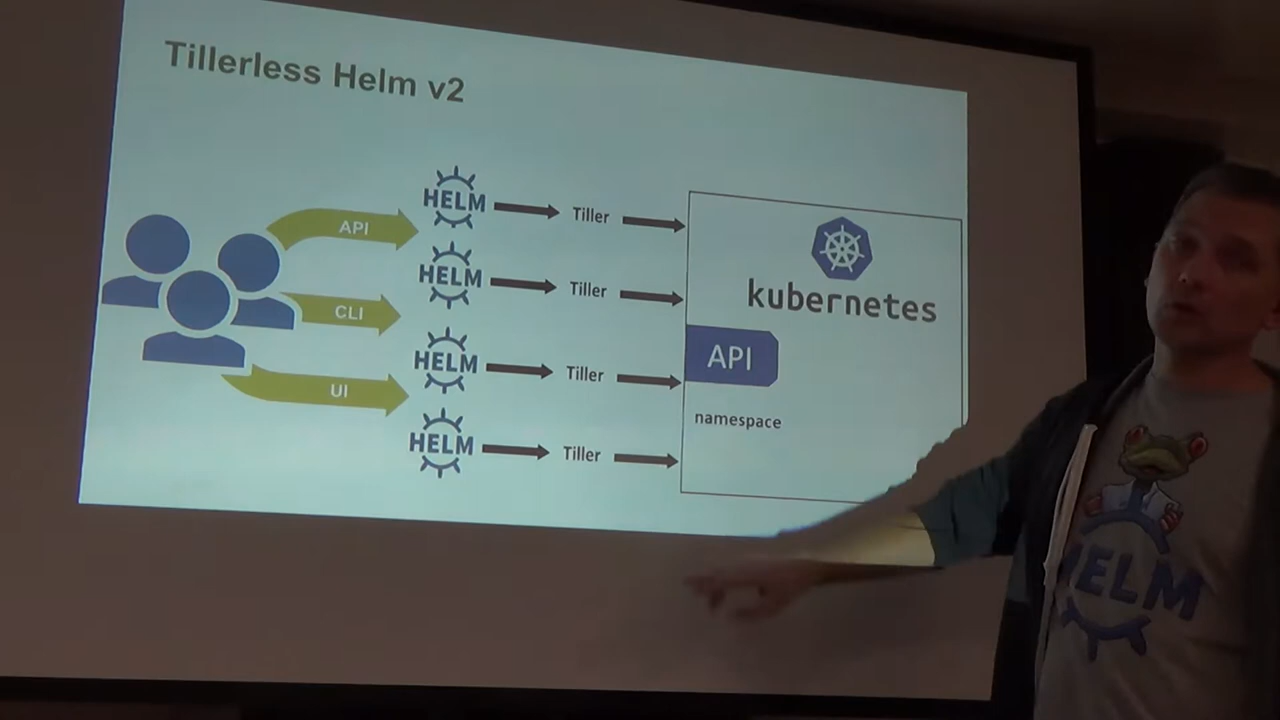 Tillerless Helm v2
API
HELM
Tiller
kubernetes
CLI
HELM
Tiller
API
UI
HELM
Tiller
namespace
HELM
Tiller
HELM